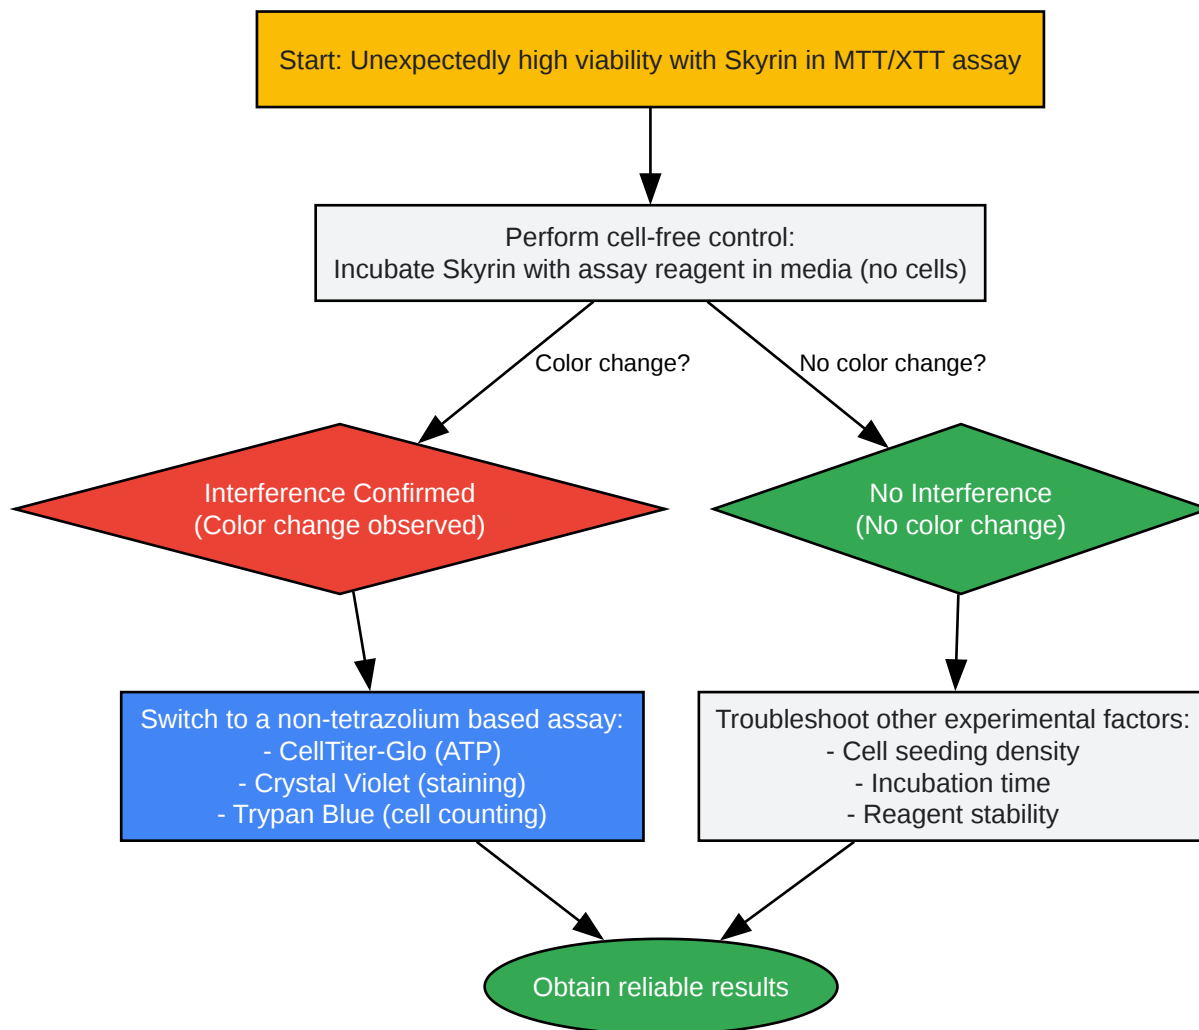 Start: Unexpectedly high viability with Skyrin in MTT/XTT assay
Perform cell-free control:
Incubate Skyrin with assay reagent in media (no cells)
Color change?
No color change?
Interference Confirmed
(Color change observed)
No Interference
(No color change)
Switch to a non-tetrazolium based assay:
- CellTiter-Glo (ATP)
- Crystal Violet (staining)
- Trypan Blue (cell counting)
Troubleshoot other experimental factors:
- Cell seeding density
- Incubation time
- Reagent stability
Obtain reliable results